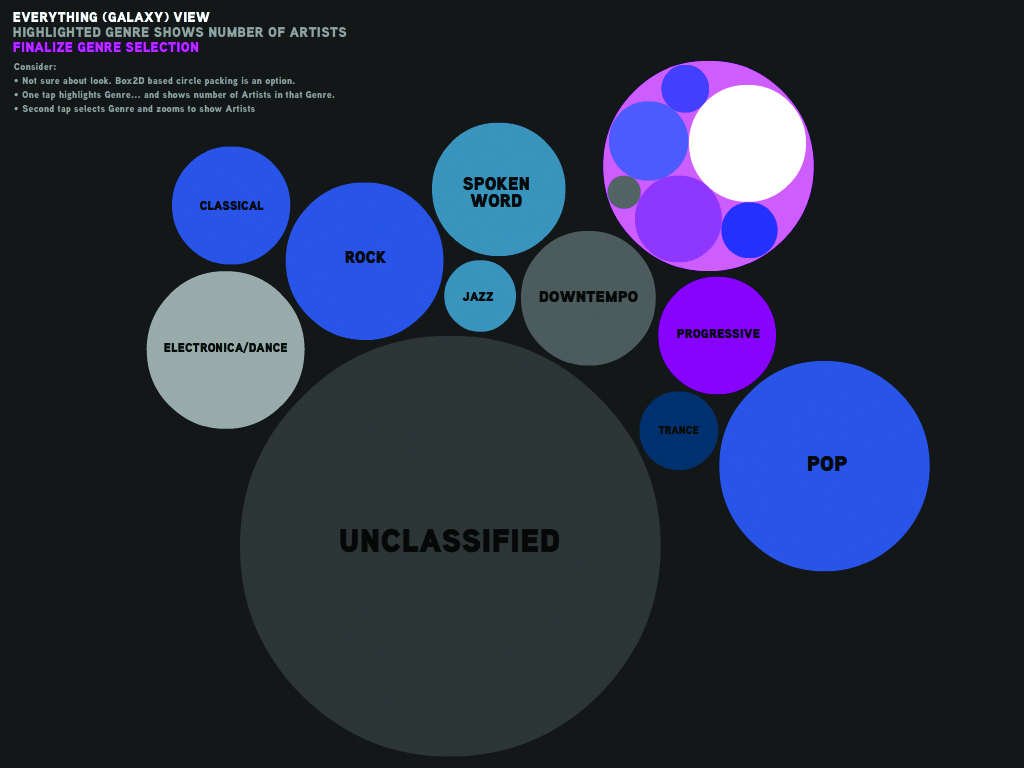 EVERYTHING (GALAXY) VIEW
HIGHLIGHTED GENRE SHOWS NUMBER OF ARTISTS
FINALIZE GENRE SELECTION
Consider:
• Not sure about look. Box2D based circle packing is an option.
• One tap highlights Genre... and shows number of Artists in that Genre.
• Second tap selects Genre and zooms to show Artists
SPOKEN
WORD
CLASSICAL
ROCK
JAZZ
DOWNTEMPO
PROGRESSIVE
ELECTRONICA/DANCE
TRANCE
POP
UNCLASSIFIED